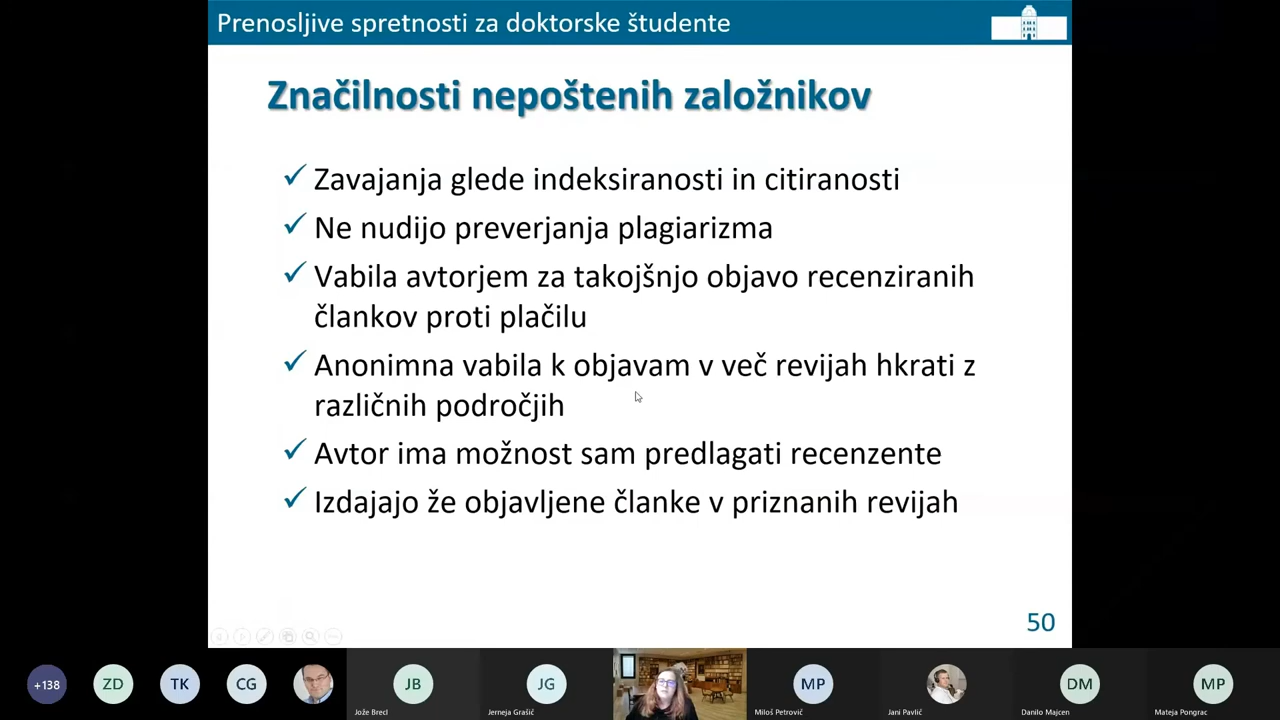 Prenosljive spretnosti za doktorske študente
Značilnosti nepoštenih založnikov
Zavajanja glede indeksiranosti in citiranosti
Ne nudijo preverjanja plagiarizma
Vabila avtorjem za takojšnjo objavo recenziranih
člankov proti plačilu
Anonimna vabila k objavam v več revijah hkrati z
različnih področjih
Avtor ima možnost sam predlagati recenzente
Izdajajo že objavljene članke v priznanih revijah
50
+138
ZD
TK
CG
JB
JG
MP
DM
MP
Jože Brecl
Jerneja Grašič
Miloš Petrovič
Jani Pavlič
Danilo Majcen
Mateja Pongrac